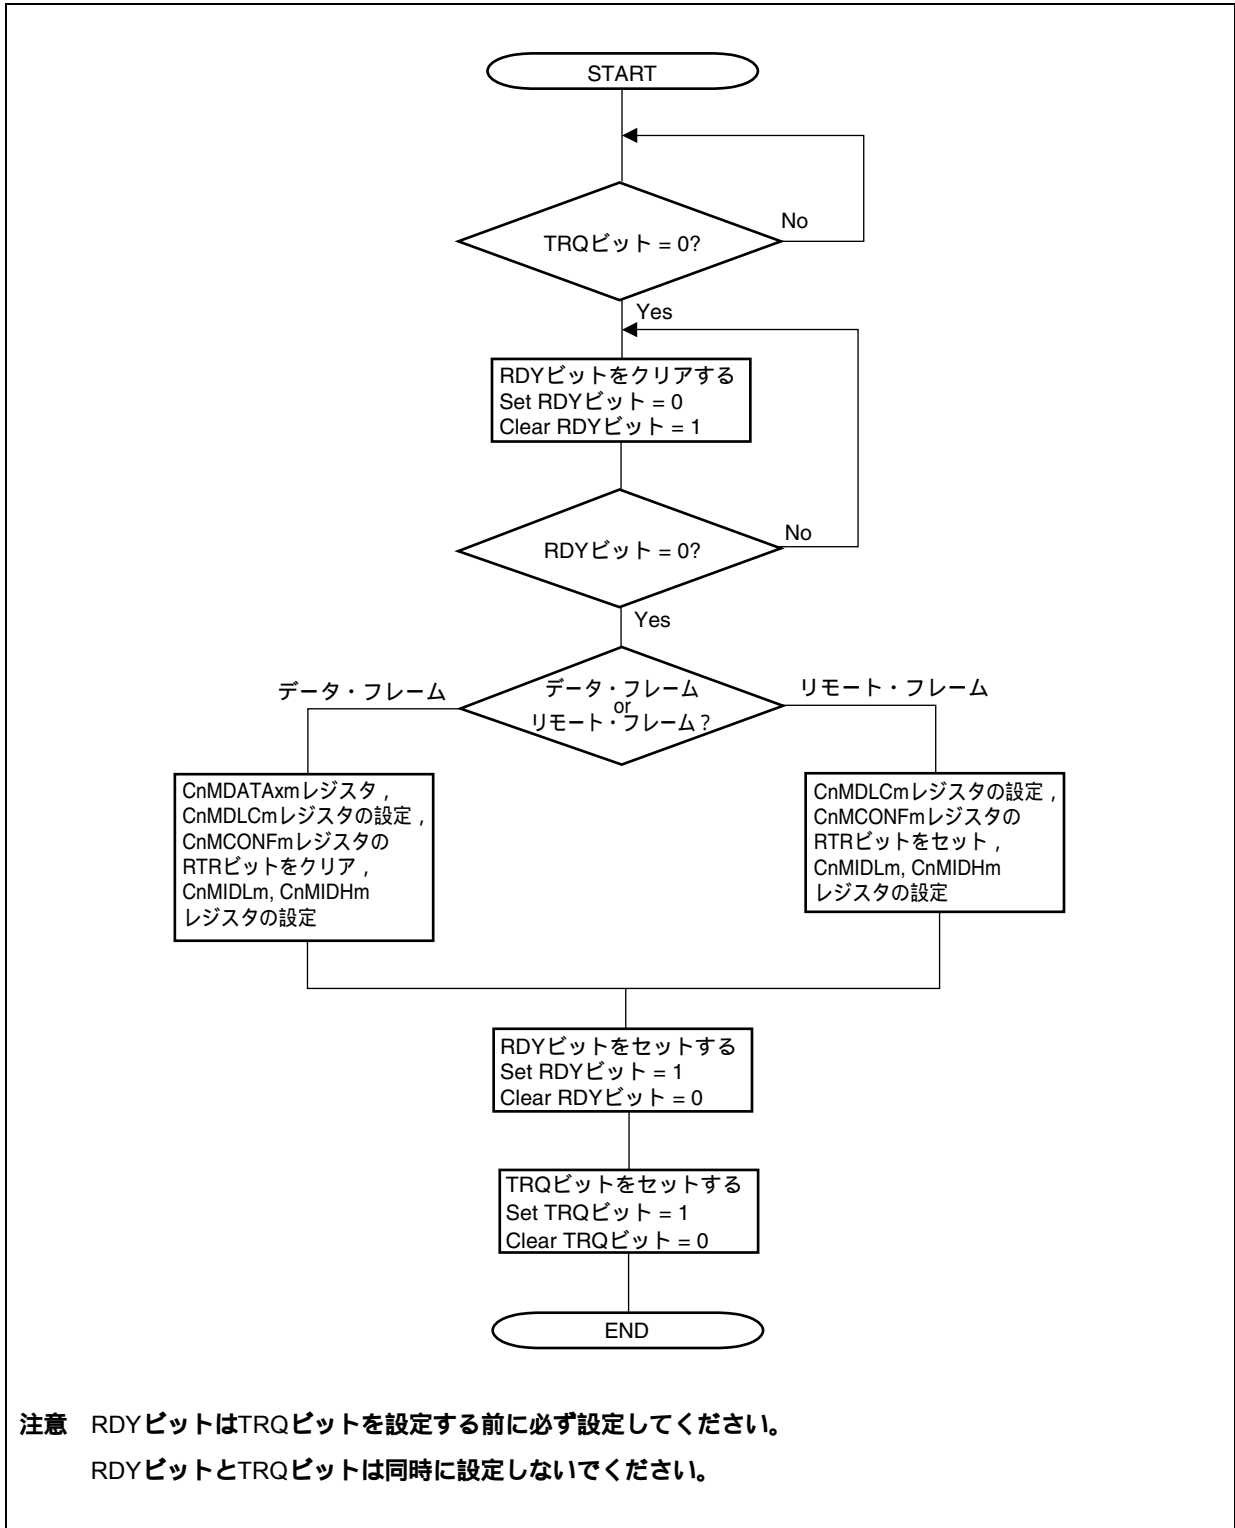 START
No
TRQビット = 0?
Yes
RDYビットをクリアする
Set RDYビット = 0
Clear RDYビット = 1
No
RDYビット = 0?
Yes
データ・フレーム
データ・フレーム
or
リモート・フレーム？
リモート・フレーム
CnMDATAxmレジスタ，
CnMDLCmレジスタの設定，
CnMCONFmレジスタの
RTRビットをクリア，
CnMIDLm, CnMIDHm
レジスタの設定
CnMDLCmレジスタの設定，
CnMCONFmレジスタの
RTRビットをセット，
CnMIDLm, CnMIDHm
レジスタの設定
RDYビットをセットする
Set RDYビット = 1
Clear RDYビット = 0
TRQビットをセットする
Set TRQビット = 1
Clear TRQビット = 0
END
注意 RDYビットはTRQビットを設定する前に必ず設定してください。
RDYビットとTRQビットは同時に設定しないでください。